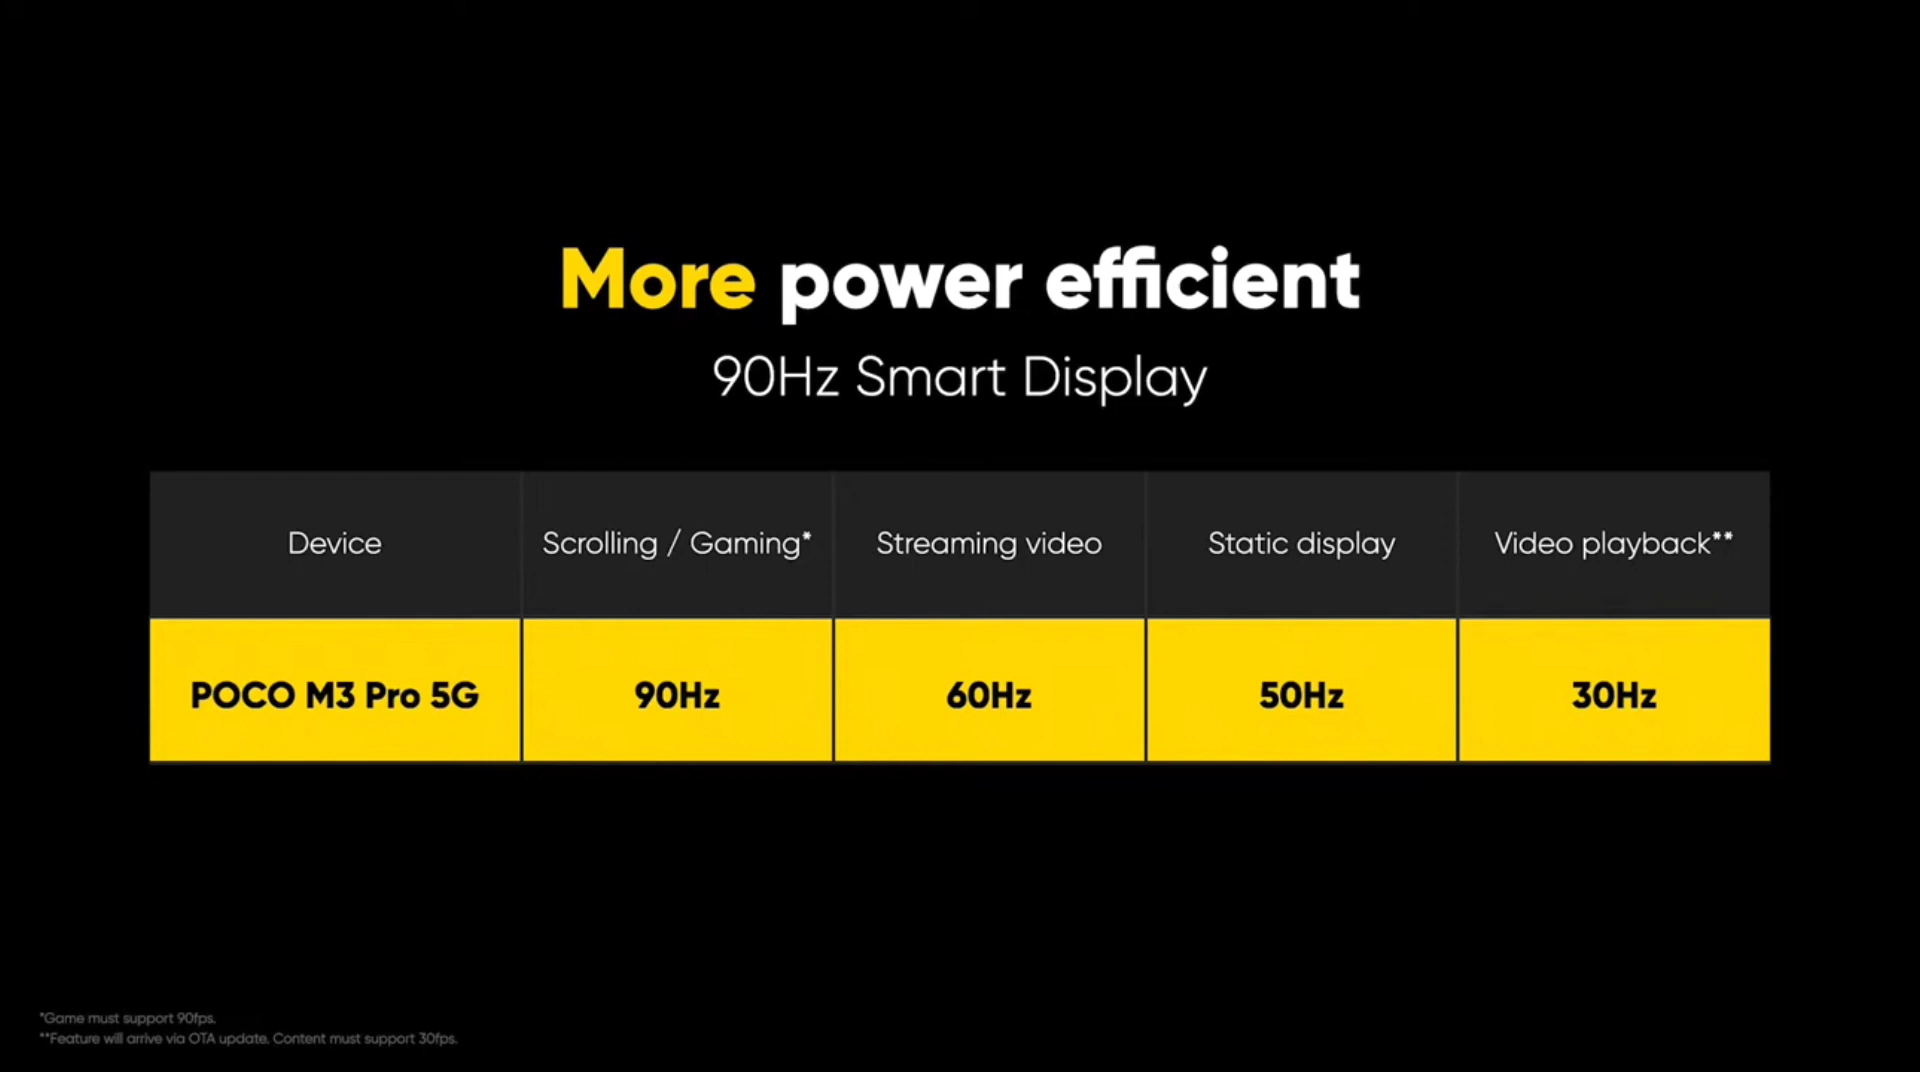 More power efficient
90Hz Smart Display
Device Scrolling / Gaming* Streaming video Static display Video playback**
POCO M3 Pro 5G 90Hz 60Hz 50Hz 30Hz
*Game must support 90fps.
**Feature will arrive via OTA update. Content must support 30fps.